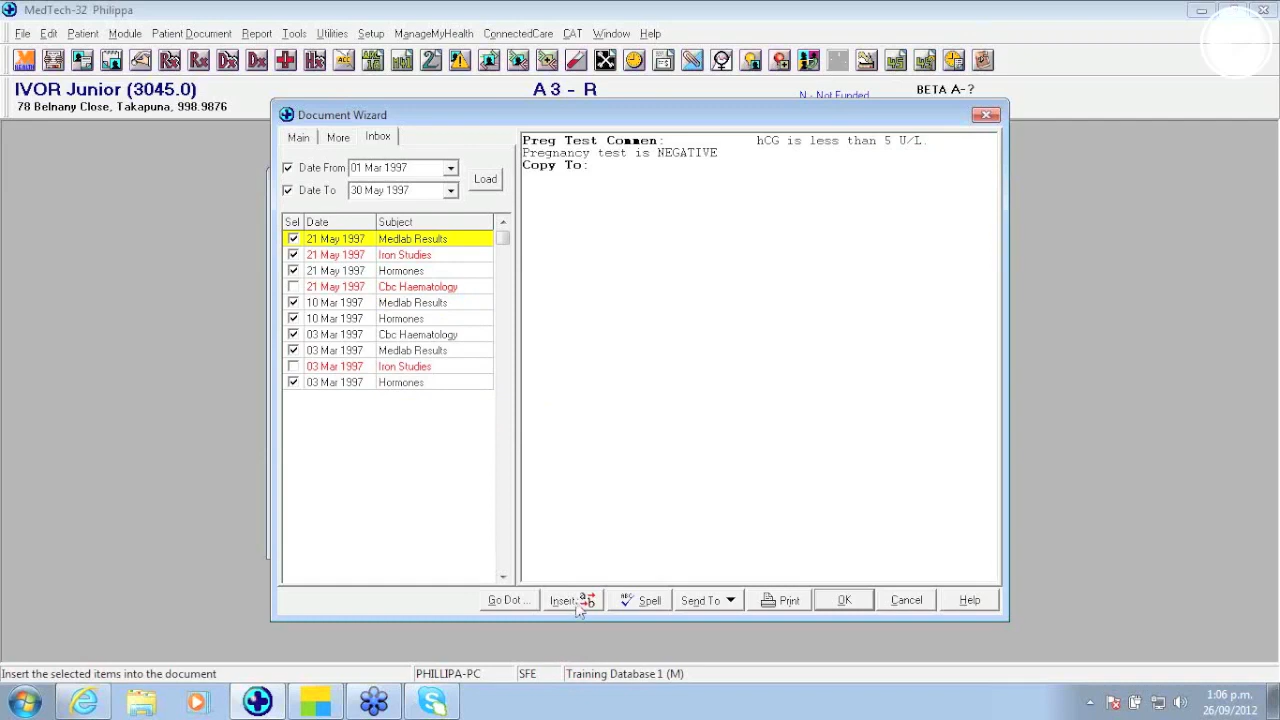 MedTech-32 Philippa
File Edit Patient Module Patient Document Report Tools Utilities Setup ManageMyHealth ConnectedCare CAT Window Help
IVOR Junior (3045.0) A 3 - R N - Not Funded BETA A-?
78 Belnany Close, Takapuna, 998.9876
Document Wizard
Main More Inbox
Date From 01 Mar 1997
Date To 30 May 1997
Load
Sel Date Subject
21 May 1997 Medlab Results
21 May 1997 Iron Studies
21 May 1997 Hormones
21 May 1997 Cbc Haematology
10 Mar 1997 Medlab Results
10 Mar 1997 Hormones
03 Mar 1997 Cbc Haematology
03 Mar 1997 Medlab Results
03 Mar 1997 Iron Studies
03 Mar 1997 Hormones
Preg Test Commen: hCG is less than 5 U/L.
Pregnancy test is NEGATIVE
Copy To:
Go Dot ... Insert Spell Send To Print OK Cancel Help
Insert the selected items into the document PHILLIPA-PC SFE Training Database 1 (M)
1:06 p.m.
26/09/2012